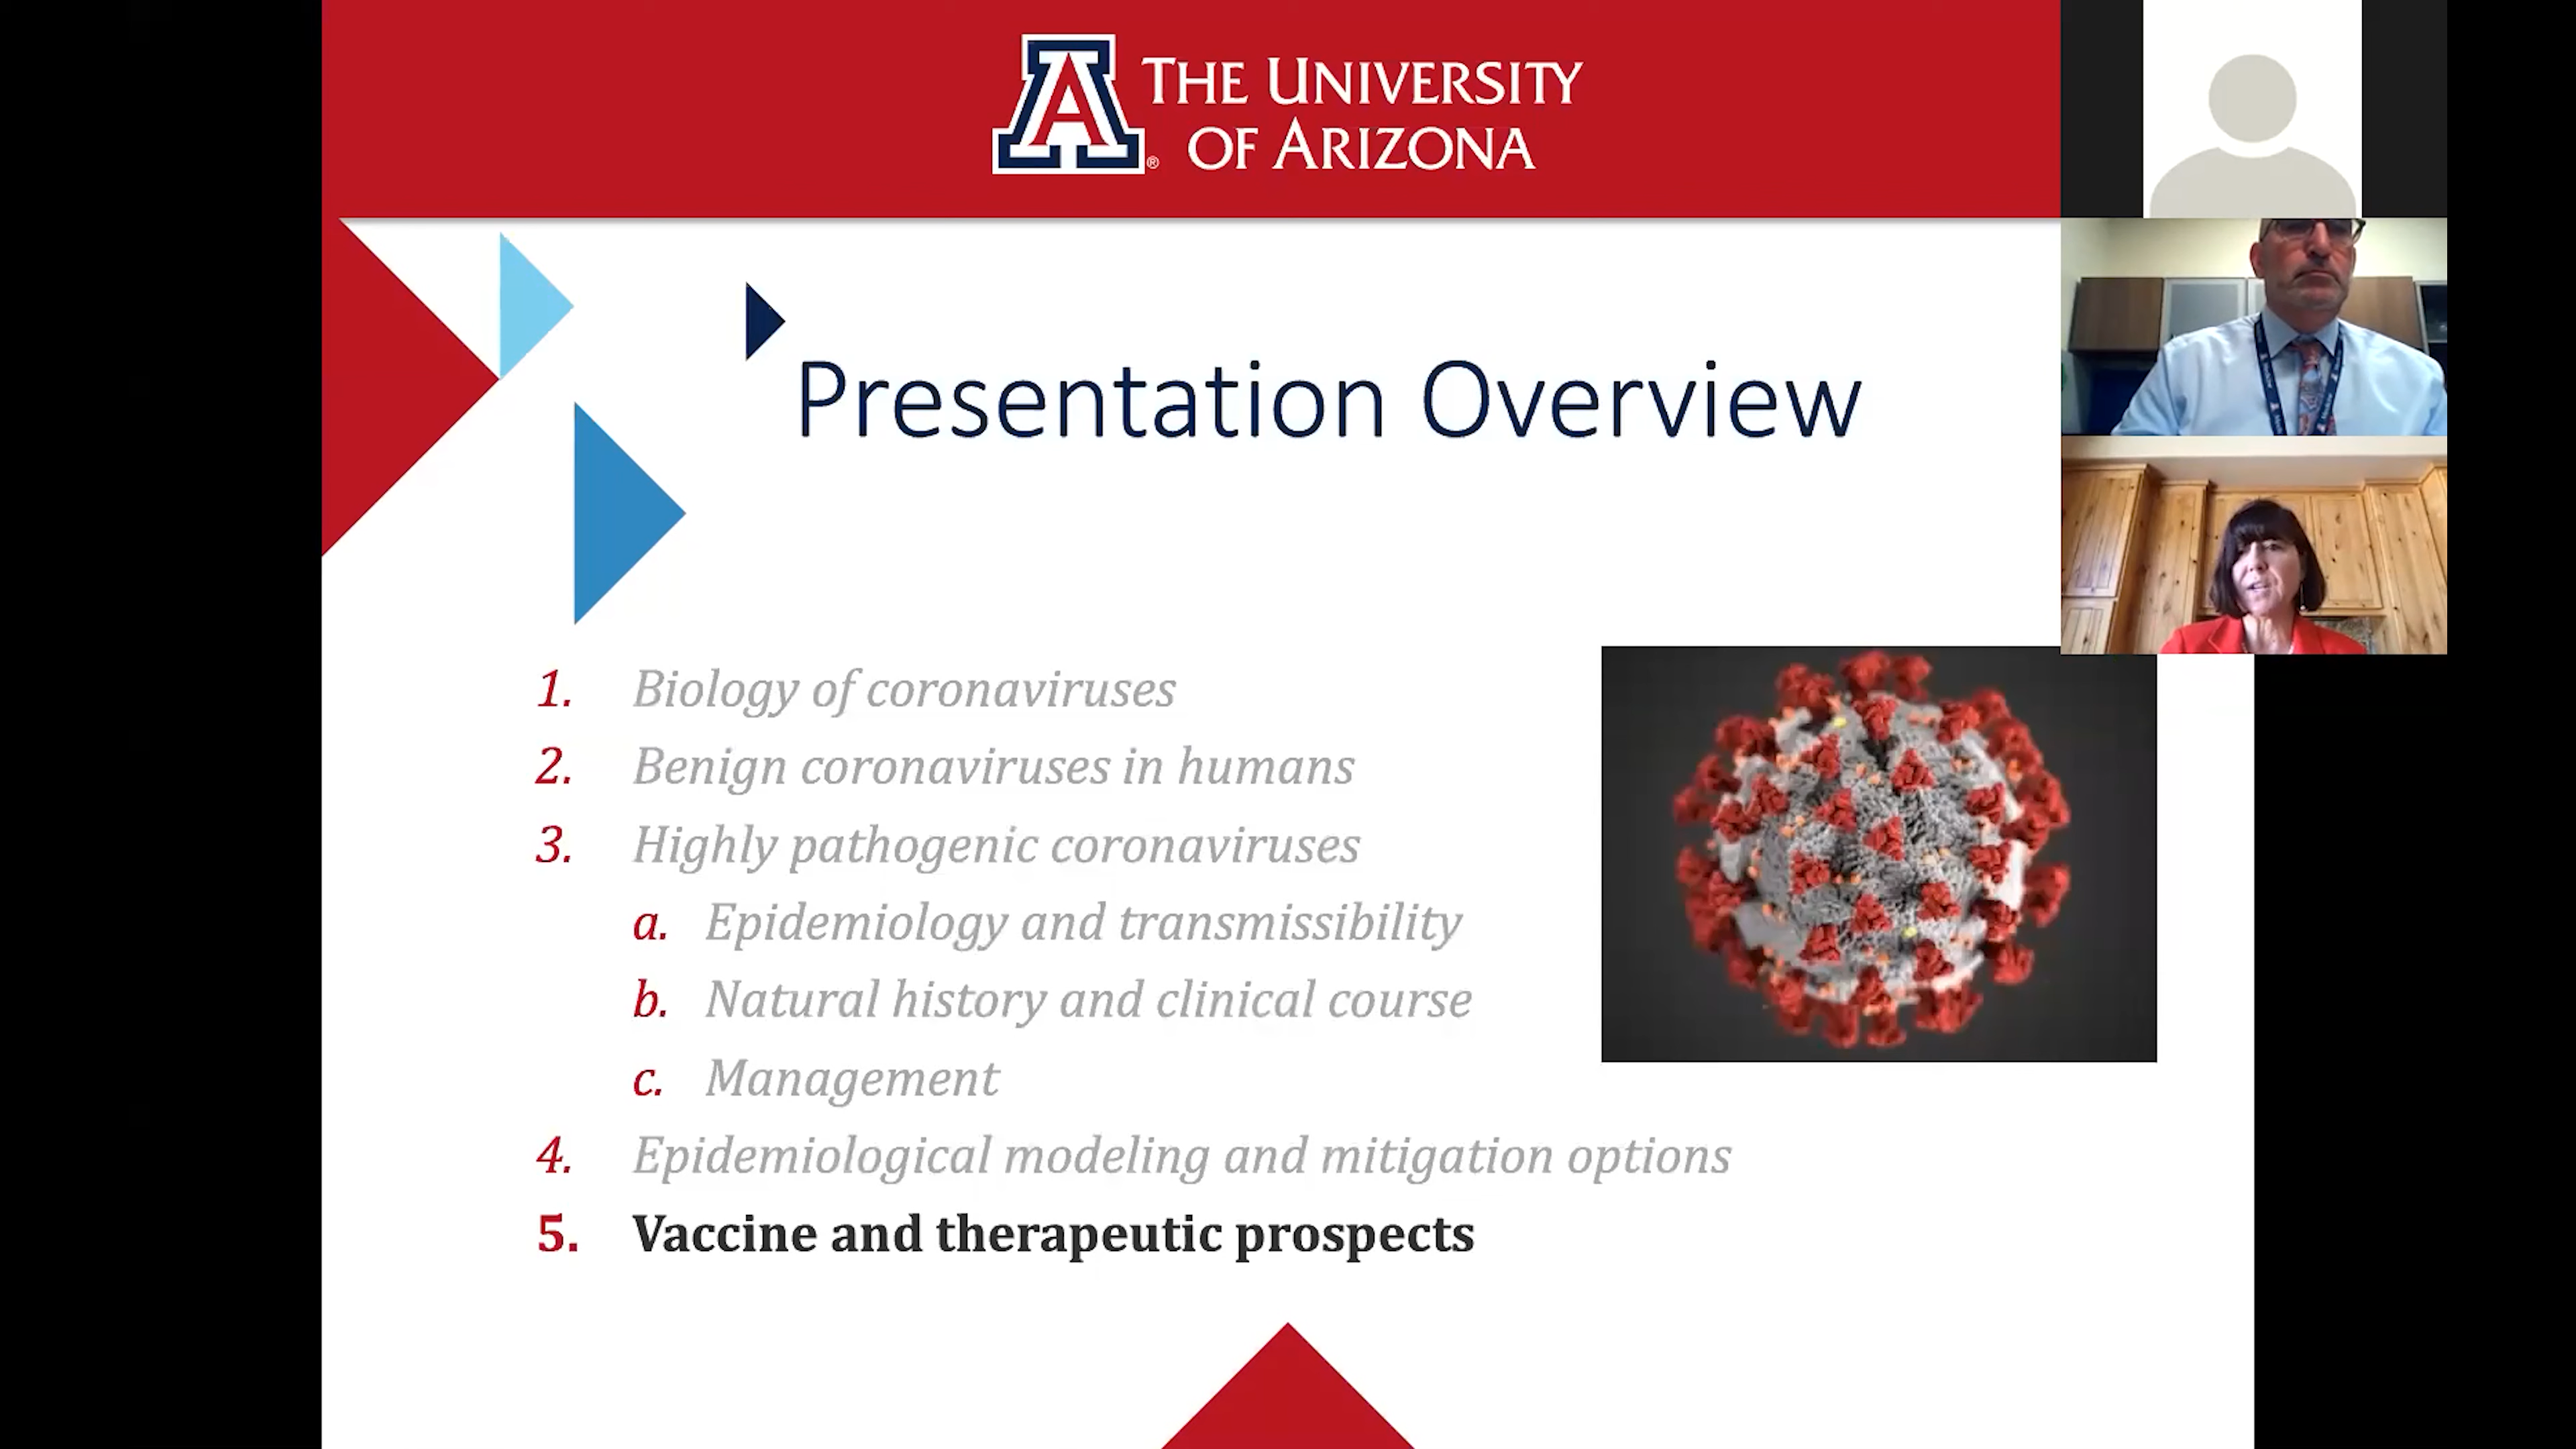 THE UNIVERSITY
OF ARIZONA
A
®
Presentation Overview
1. Biology of coronaviruses
2. Benign coronaviruses in humans
3. Highly pathogenic coronaviruses
a. Epidemiology and transmissibility
b. Natural history and clinical course
c. Management
4. Epidemiological modeling and mitigation options
5. Vaccine and therapeutic prospects